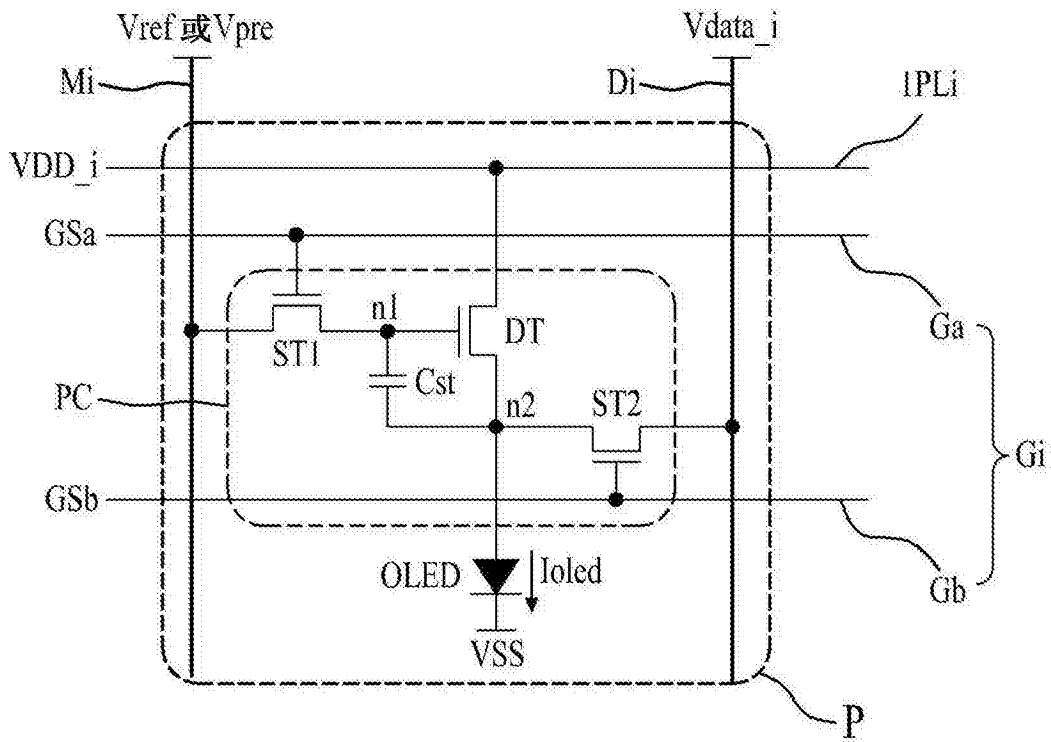 Vref 或 Vpre
Vdata_i
Mi
Di
1PLi
VDD_i
GSa
n1
DT
Ga
ST1
Cst
PC
n2
ST2
Gi
GSb
OLED
Ioled
Gb
VSS
P